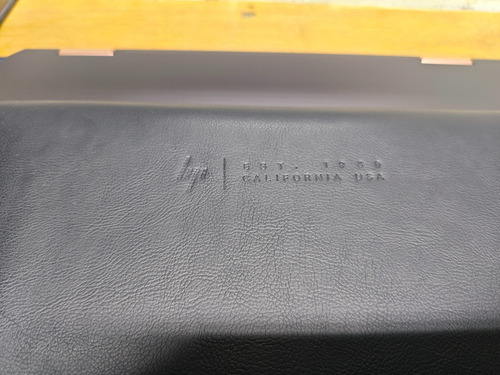 hp | EST. 1939
CALIFORNIA USA